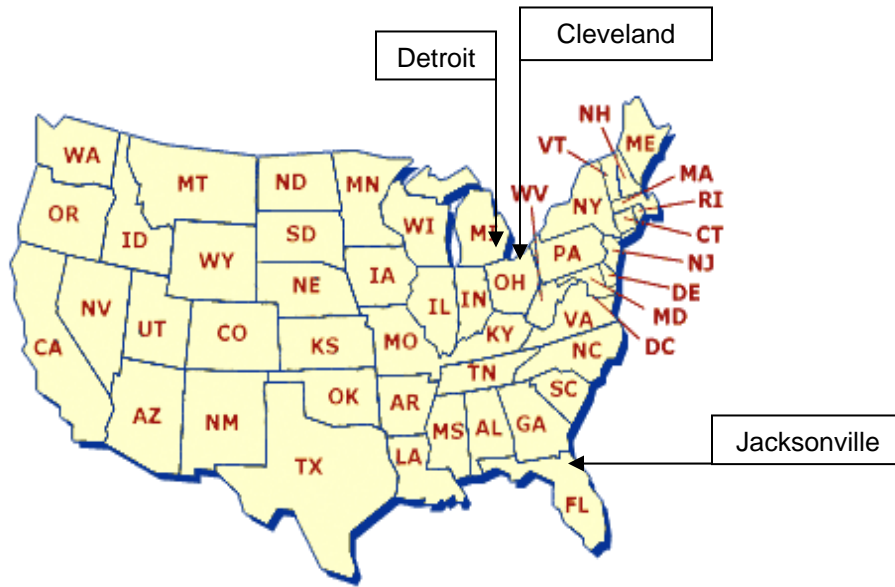 Cleveland
Detroit
NH
ME
VT
WA
MT
ND
MN
MA
WV
RI
OR
NY
ID
WI
MI
SD
CT
WY
PA
NJ
IA
NE
OH
DE
NV
IL
IN
MD
UT
CO
VA
DC
CA
KS
MO
KY
NC
TN
OK
AR
SC
AZ
NM
MS
AL
GA
Jacksonville
LA
TX
FL